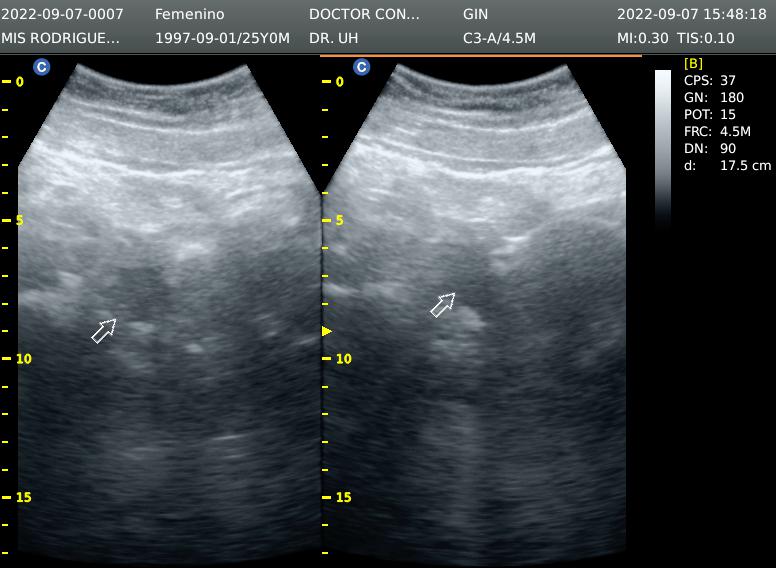 2022-09-07-0007 Femenino DOCTOR CON... GIN 2022-09-07 15:48:18
MIS RODRIGUE... 1997-09-01/25Y0M DR. UH C3-A/4.5M MI:0.30 TIS:0.10
C C [B]
0 0 CPS: 37
GN: 180
POT: 15
FRC: 4.5M
DN: 90
d: 17.5 cm
5 5
10 10
15 15